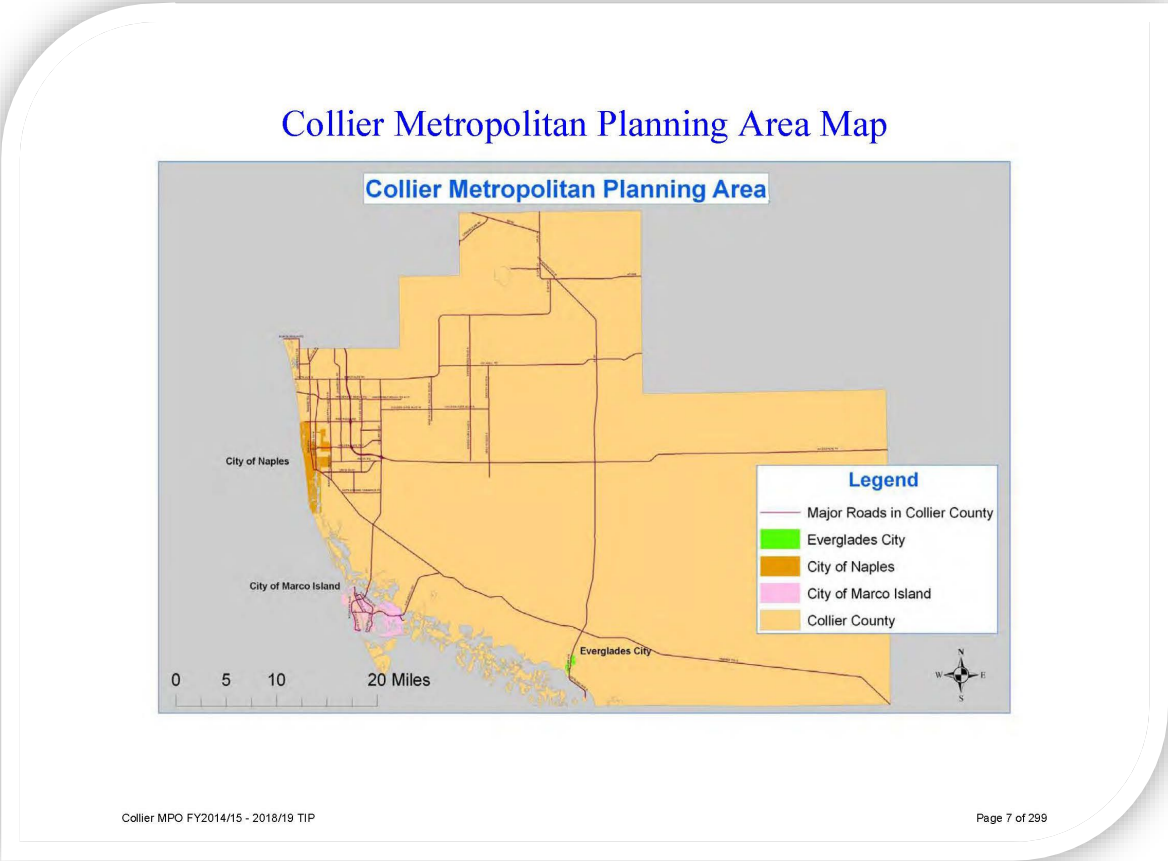 Collier Metropolitan Planning Area Map
Collier Metropolitan Planning Area
City of Naples
City of Marco Island
Everglades City
Legend
Major Roads in Collier County
Everglades City
City of Naples
City of Marco Island
Collier County
N
W E
S
0 5 10 20 Miles
Collier MPO FY2014/15 - 2018/19 TIP
Page 7 of 299